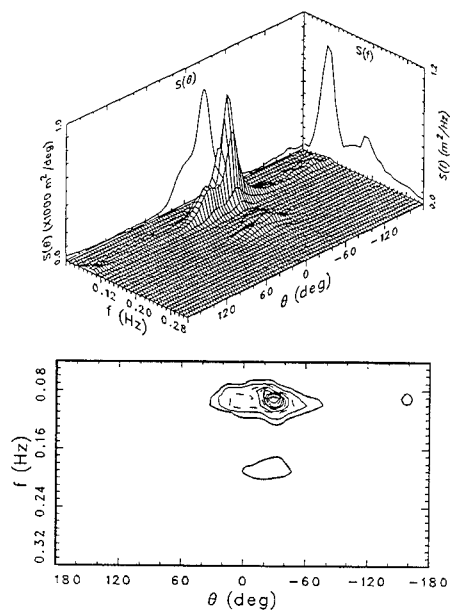 S(θ)
S(f)
1.0
1.2
S(θ) (X1000 m²/deg)
S(f) (m²/Hz)
0.0
0.0
0.12
0.20
0.28
f (Hz)
120
60
0
-60
-120
θ (deg)
0.08
0.16
0.24
0.32
f (Hz)
180
120
60
0
-60
-120
-180
θ (deg)